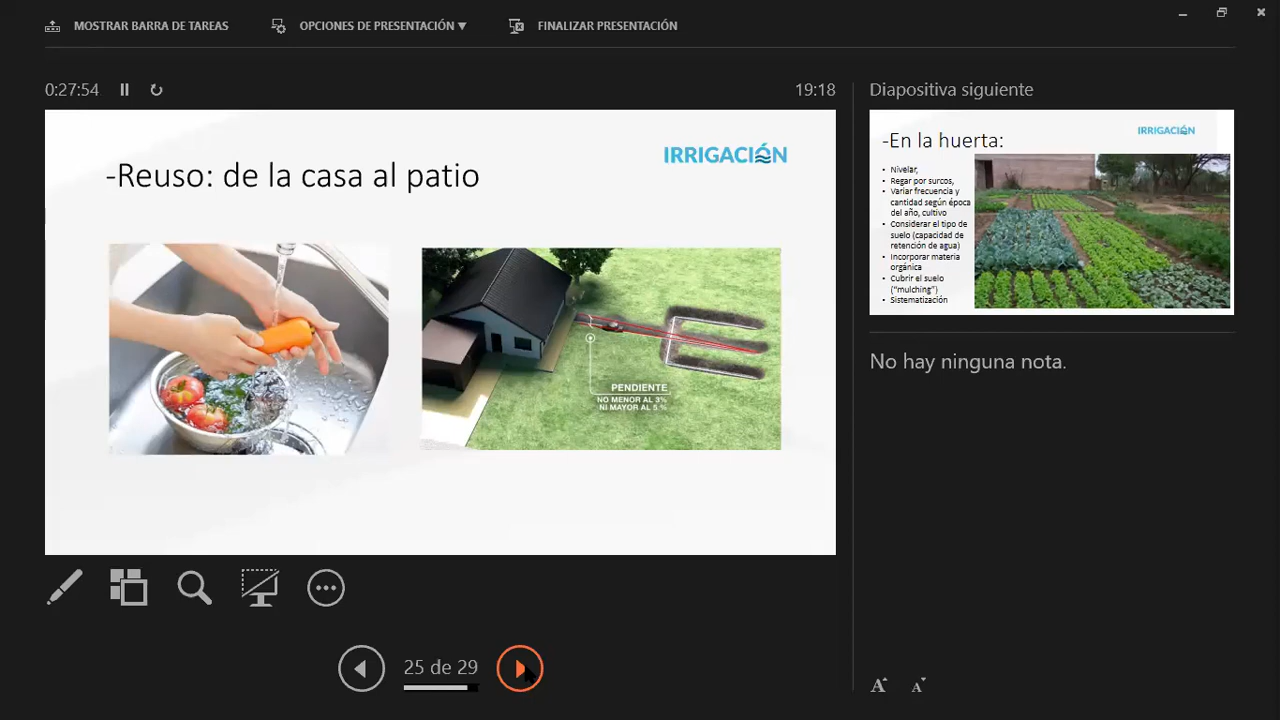 MOSTRAR BARRA DE TAREAS
OPCIONES DE PRESENTACIÓN ▼
FINALIZAR PRESENTACIÓN
0:27:54
19:18
IRRIGACIÓN
-Reuso: de la casa al patio
PENDIENTE
NO MENOR AL 3%
NI MAYOR AL 5 %
25 de 29
Diapositiva siguiente
IRRIGACIÓN
-En la huerta:
• Nivelar,
• Regar por surcos,
• Variar frecuencia y
cantidad según época
del año, cultivo
• Considerar el tipo de
suelo (capacidad de
retención de agua)
• Incorporar materia
orgánica
• Cubrir el suelo
("mulching")
• Sistematización
No hay ninguna nota.
A A